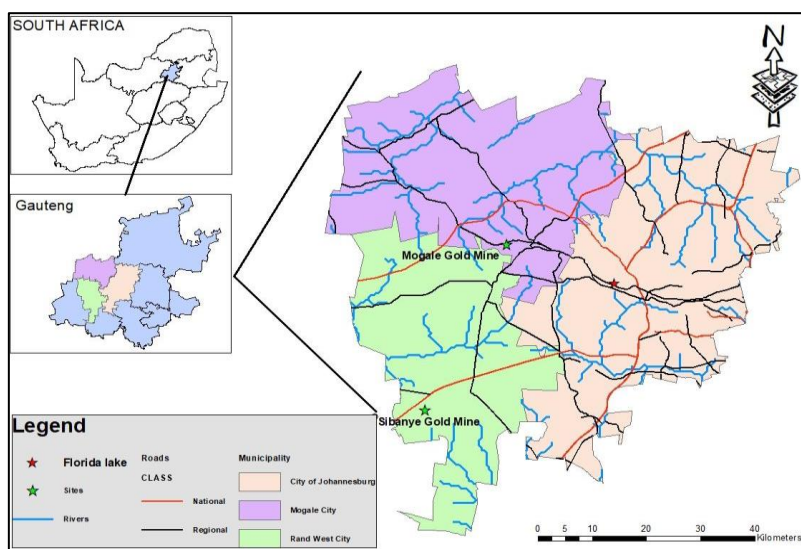 SOUTH AFRICA
Gauteng
N
Mogale Gold Mine
Sibanye Gold Mine
Legend
Florida lake
Sites
Rivers
Roads
CLASS
National
Regional
Municipality
City of Johannesburg
Mogale City
Rand West City
0 5 10 20 30 40
Kilometers